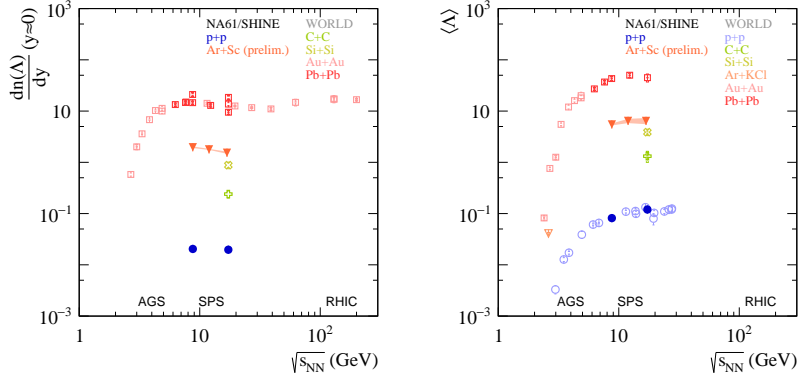 dn⟨Λ⟩/dy (y≈0)
10³
10
10⁻¹
10⁻³
NA61/SHINE
p+p
Ar+Sc (prelim.)
WORLD
C+C
Si+Si
Au+Au
Pb+Pb
AGS SPS RHIC
1 10 10²
√sNN (GeV)
⟨Λ⟩
10³
10
10⁻¹
10⁻³
NA61/SHINE
p+p
Ar+Sc (prelim.)
WORLD
p+p
C+C
Si+Si
Ar+KCl
Au+Au
Pb+Pb
AGS SPS RHIC
1 10 10²
√sNN (GeV)